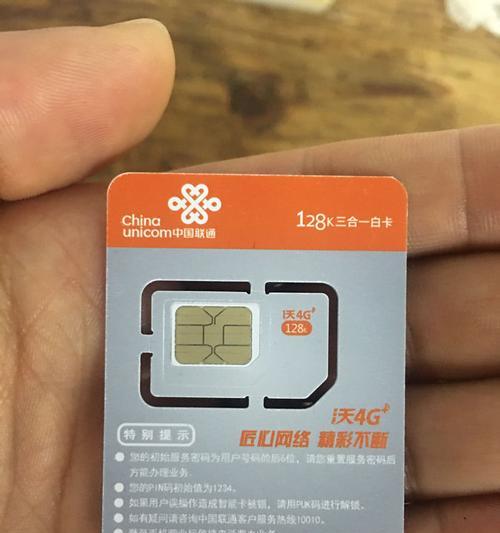 China
unicom中国联通
128K三合一白卡
沃4G+
128K
沃4G+
匠心网络 精彩不断
特别提示
您的初始服务密码为用户号码的后6位，请您重置服务密码后
方能办理业务.
您的PIN码初始值为1234。
如果用户误操作造成智能卡被锁，请用PUK码进行解锁。
如有疑问请咨询中国联通客户服务热线10010。